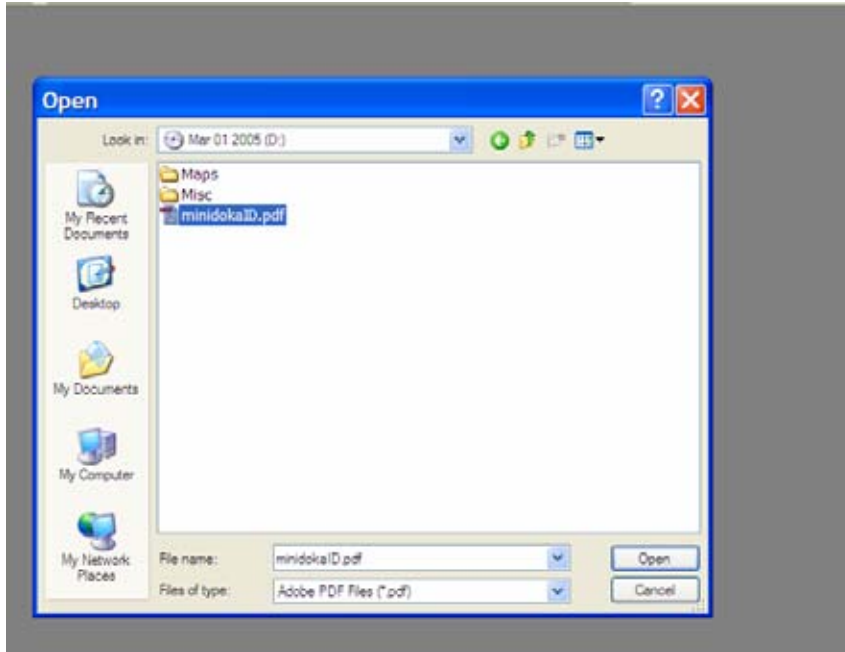 Open
Look in:
Mar 01 2005 (D:)
My Recent
Documents
Desktop
My Documents
My Computer
My Network
Places
Maps
Misc
minidokaID.pdf
File name:
minidokaID.pdf
Open
Files of type:
Adobe PDF Files (*.pdf)
Cancel